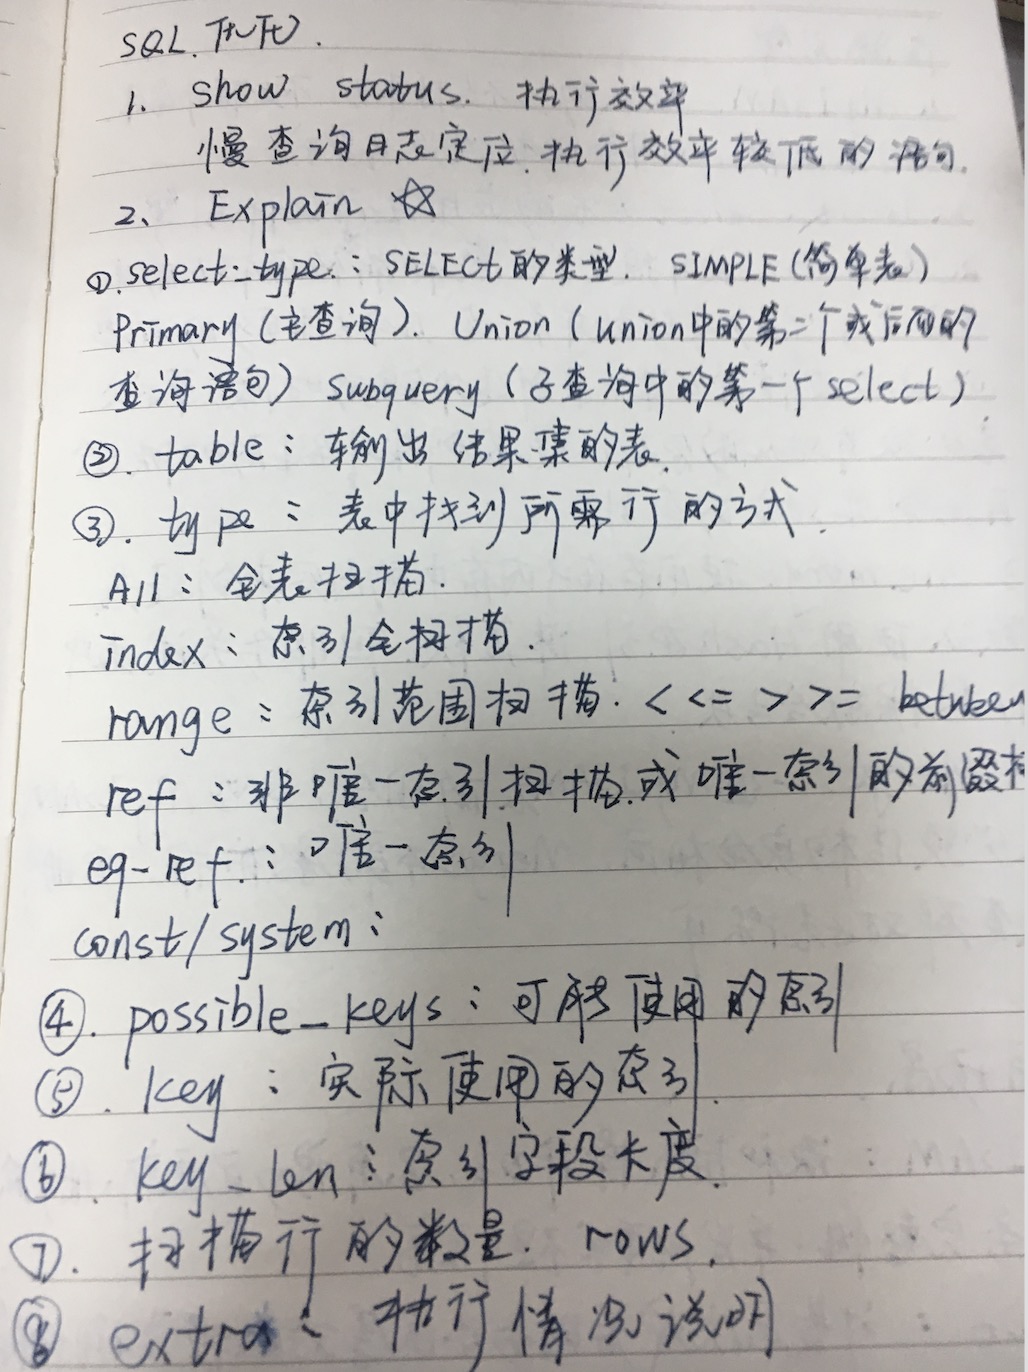 SQL 优化.
1. show status. 执行效率
慢查询日志定位 执行效率较低的语句.
2、 Explain ☆
①.select_type.: SELECt的类型. SIMPLE(简单表)
Primary (主查询). Union (union中的第二个或后面的
查询语句) Subquery (子查询中的第一个select)
②. table: 输出结果集的表.
③. type: 表中找到所需行的方式.
All: 全表扫描.
index: 索引全扫描.
range: 索引范围扫描. < <= > >= between
ref: 非唯一索引扫描.或唯一索引的前缀扫
eq-ref.: 唯一索引
const/system:
④. possible_keys: 可能使用的索引
⑤. key: 实际使用的索引.
⑥. key_len: 索引字段长度.
⑦. 扫描行的数量. rows.
⑧ extra: 执行情况说明